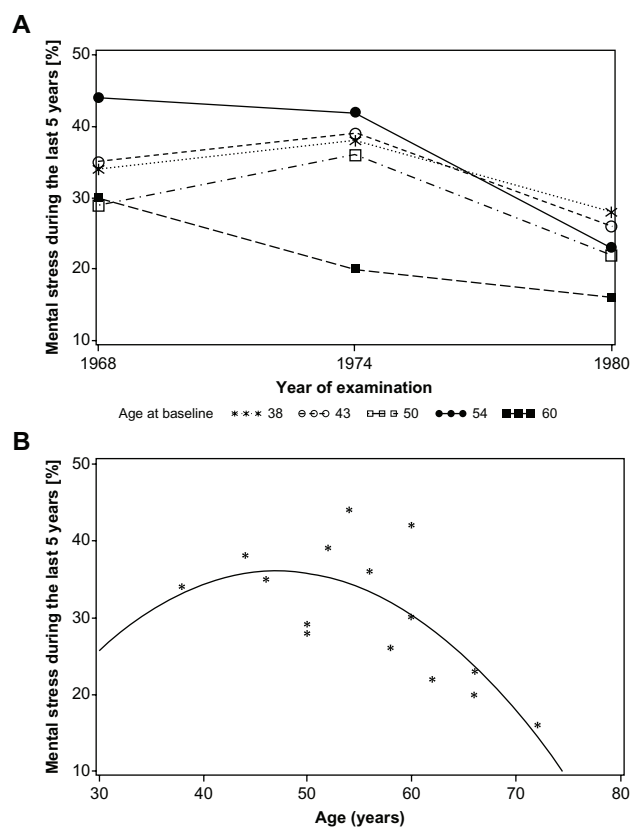 A
Mental stress during the last 5 years [%]
50
40
30
20
10
1968 1974 1980
Year of examination
Age at baseline 38 43 50 54 60
B
Mental stress during the last 5 years [%]
50
40
30
20
10
30 40 50 60 70 80
Age (years)